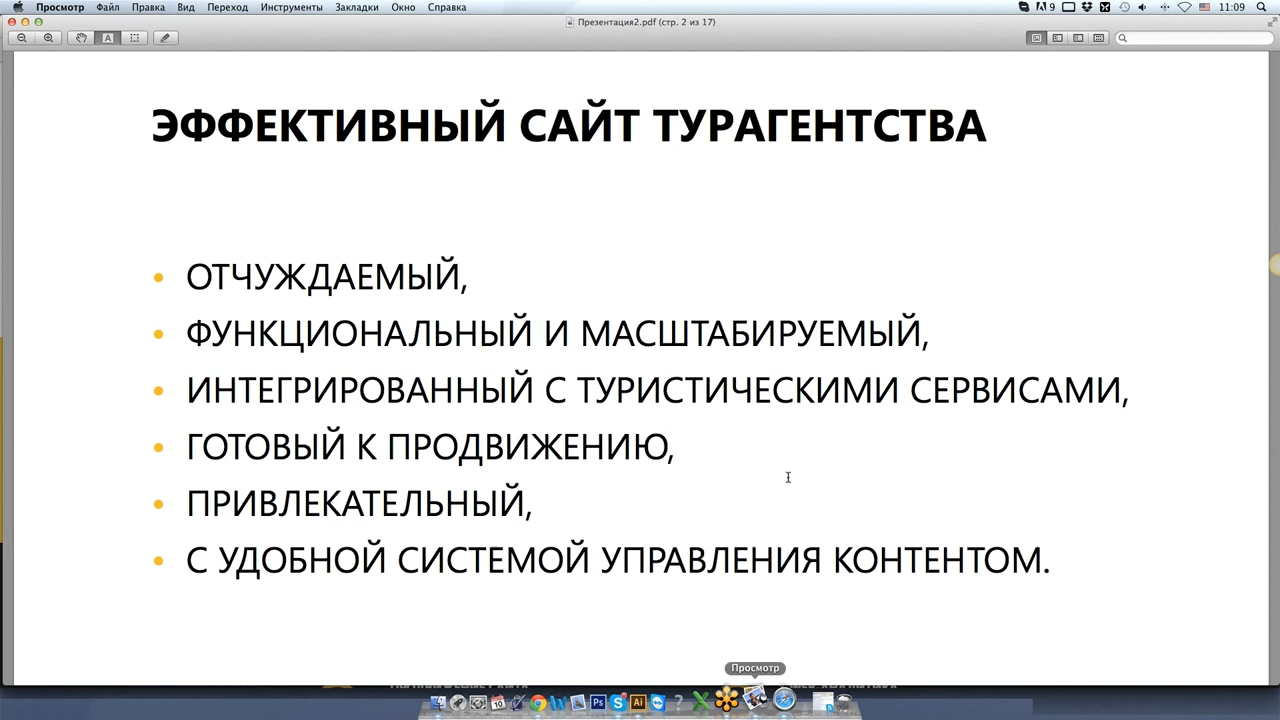 Просмотр Файл Правка Вид Переход Инструменты Закладки Окно Справка
9 11:09
Презентация2.pdf (стр. 2 из 17)
ЭФФЕКТИВНЫЙ САЙТ ТУРАГЕНТСТВА
• ОТЧУЖДАЕМЫЙ,
• ФУНКЦИОНАЛЬНЫЙ И МАСШТАБИРУЕМЫЙ,
• ИНТЕГРИРОВАННЫЙ С ТУРИСТИЧЕСКИМИ СЕРВИСАМИ,
• ГОТОВЫЙ К ПРОДВИЖЕНИЮ,
• ПРИВЛЕКАТЕЛЬНЫЙ,
• С УДОБНОЙ СИСТЕМОЙ УПРАВЛЕНИЯ КОНТЕНТОМ.
Просмотр